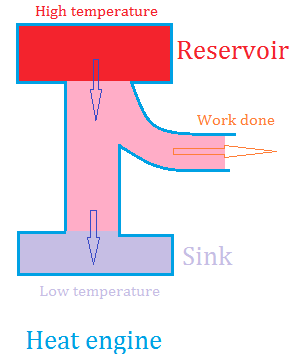 High temperature
Reservoir
Work done
Sink
Low temperature
Heat engine